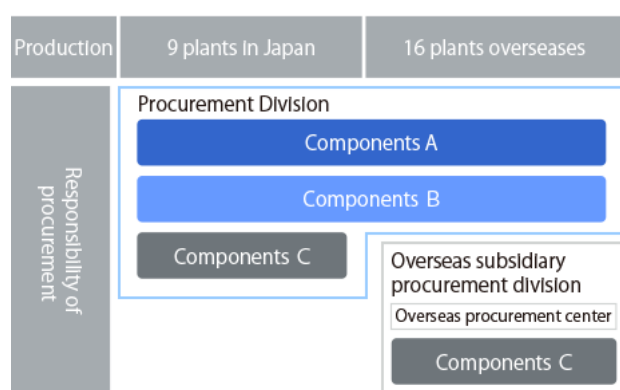 Production
9 plants in Japan
16 plants overseases
Responsibility of
procurement
Procurement Division
Components A
Components B
Components C
Overseas subsidiary
procurement division
Overseas procurement center
Components C